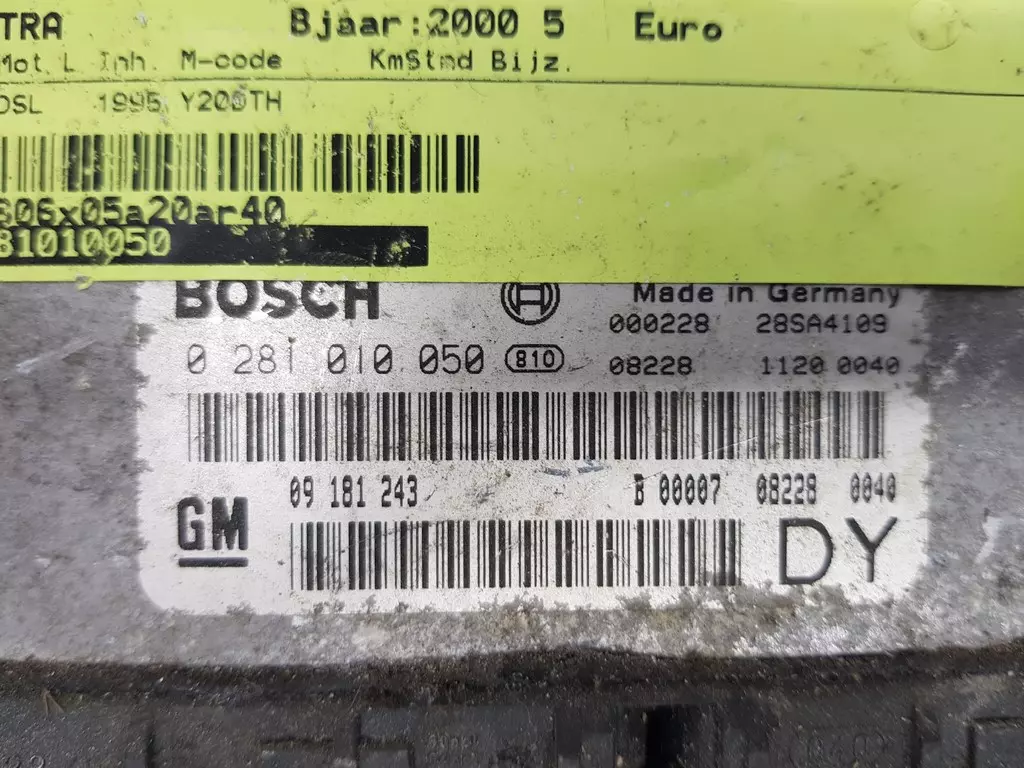 TRA Bjaar:2000 5 Euro
Mot. L Inh. M-code KmStnd Bijz.
DSL 1995 Y20DTH
806x05a20ar40
81010050
BOSCH Made in Germany
000228 28SA4109
0 281 010 050 810 08228 1120 0040
09 181 243 B 00007 08228 0040
GM
DY